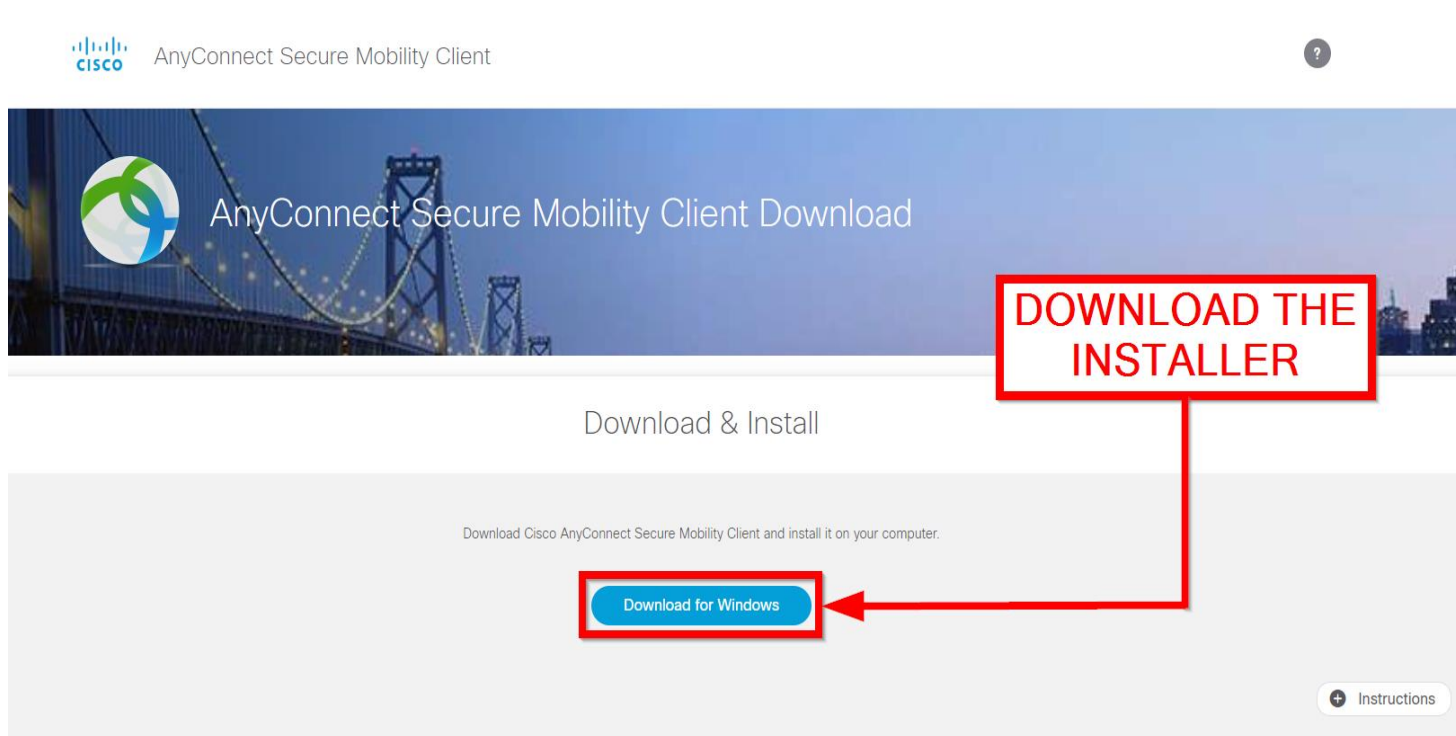 CISCO
AnyConnect Secure Mobility Client
?
AnyConnect Secure Mobility Client Download
DOWNLOAD THE
INSTALLER
Download & Install
Download Cisco AnyConnect Secure Mobility Client and install it on your computer.
Download for Windows
Instructions